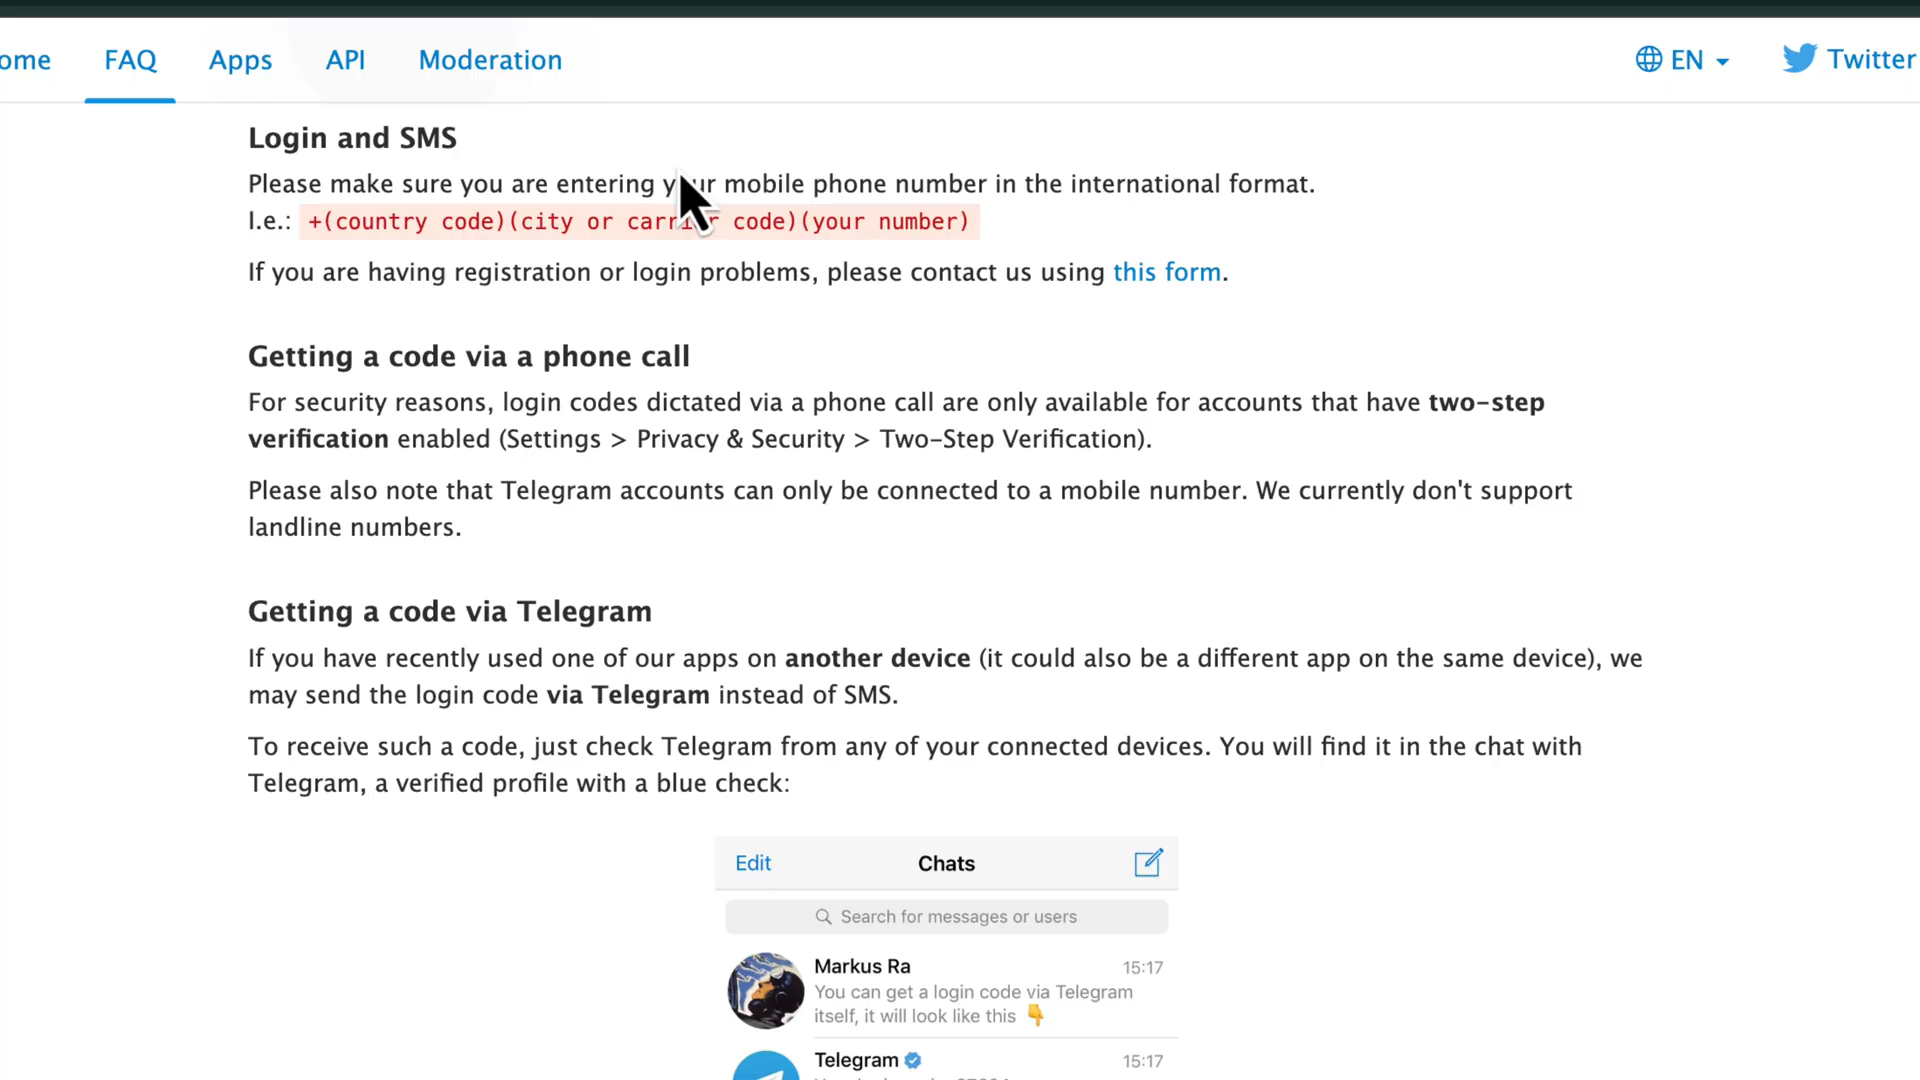 ome FAQ Apps API Moderation EN Twitter
Login and SMS
Please make sure you are entering your mobile phone number in the international format.
I.e.: +(country code)(city or carrier code)(your number)
If you are having registration or login problems, please contact us using this form.
Getting a code via a phone call
For security reasons, login codes dictated via a phone call are only available for accounts that have two-step
verification enabled (Settings > Privacy & Security > Two-Step Verification).
Please also note that Telegram accounts can only be connected to a mobile number. We currently don't support
landline numbers.
Getting a code via Telegram
If you have recently used one of our apps on another device (it could also be a different app on the same device), we
may send the login code via Telegram instead of SMS.
To receive such a code, just check Telegram from any of your connected devices. You will find it in the chat with
Telegram, a verified profile with a blue check:
Edit Chats
Search for messages or users
Markus Ra 15:17
You can get a login code via Telegram
itself, it will look like this 👇
Telegram 15:17